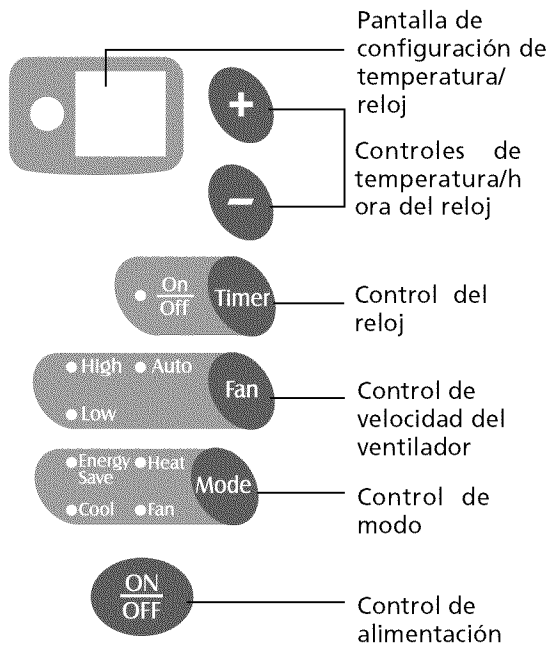 Pantalla de
configuración de
temperatura/
reloj
+
Controles de
temperatura/h
ora del reloj
−
On
Off
Timer
Control del
reloj
High
Auto
Low
Fan
Control de
velocidad del
ventilador
Energy
Save
Heat
Cool
Fan
Mode
Control de
modo
ON
OFF
Control de
alimentación